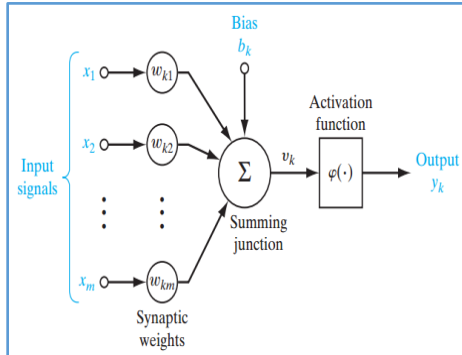 Bias
b_k
x_1
w_k1
Activation
function
x_2
w_k2
Σ
v_k
φ(·)
Output
y_k
Input
signals
Summing
junction
x_m
w_km
Synaptic
weights